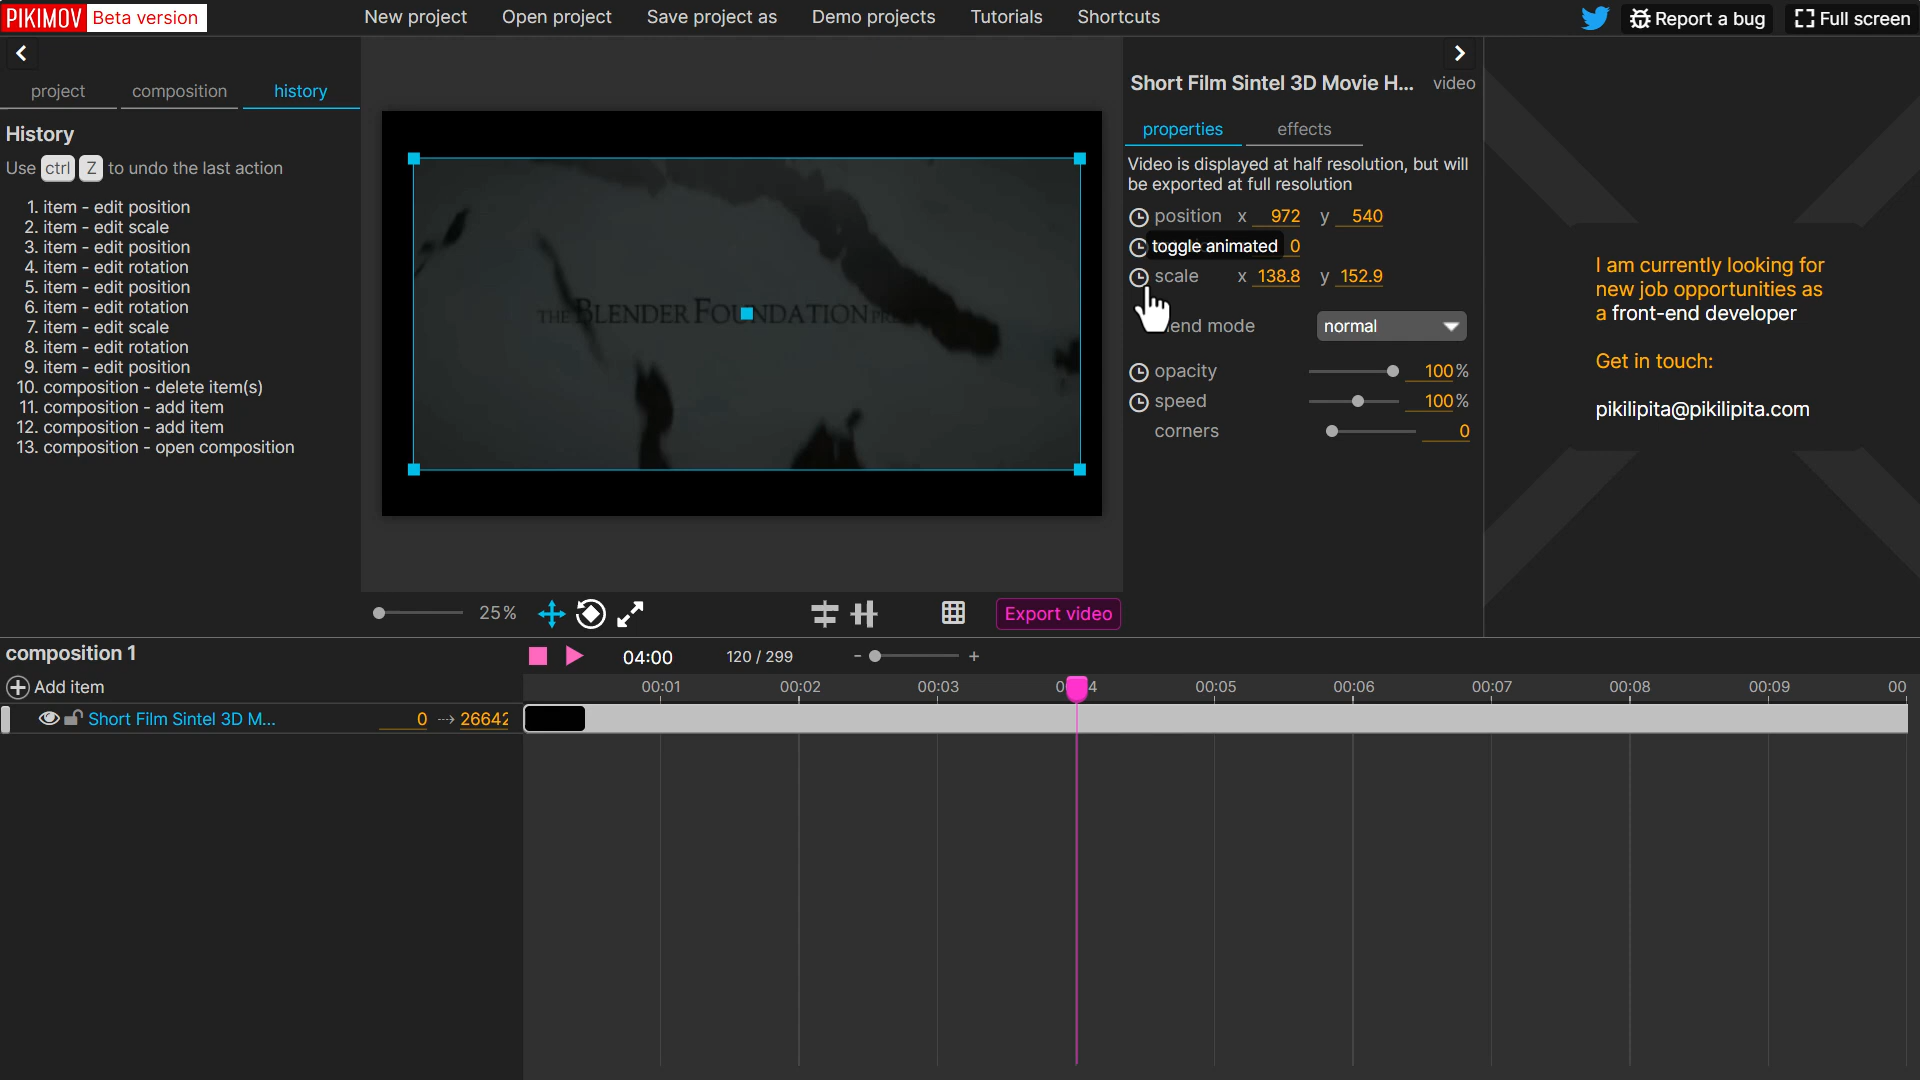 PIKIMOV Beta version
New project Open project Save project as Demo projects Tutorials Shortcuts
Report a bug Full screen
project composition history
History
Use ctrl Z to undo the last action
1. item - edit position
2. item - edit scale
3. item - edit position
4. item - edit rotation
5. item - edit position
6. item - edit rotation
7. item - edit scale
8. item - edit rotation
9. item - edit position
10. composition - delete item(s)
11. composition - add item
12. composition - add item
13. composition - open composition
THE BLENDER FOUNDATION
25%
Export video
Short Film Sintel 3D Movie H... video
properties effects
Video is displayed at half resolution, but will
be exported at full resolution
position x 972 y 540
toggle animated 0
scale x 138.8 y 152.9
mode normal
opacity 100%
speed 100%
corners 0
I am currently looking for
new job opportunities as
a front-end developer
Get in touch:
pikilipita@pikilipita.com
composition 1
04:00 120 / 299 - +
Add item
00:01 00:02 00:03 00:05 00:06 00:07 00:08 00:09 00
Short Film Sintel 3D M... 0 ⤏ 26642